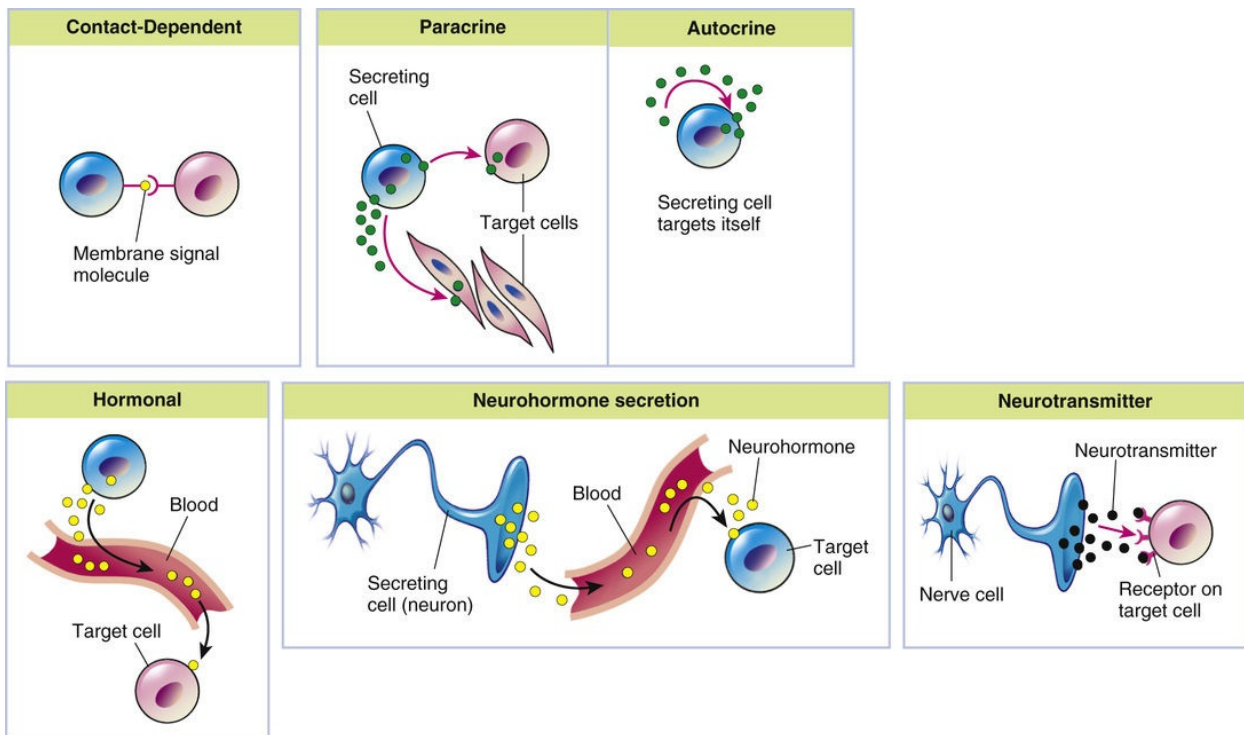 Contact-Dependent
Membrane signal
molecule
Paracrine
Secreting
cell
Target cells
Autocrine
Secreting cell
targets itself
Hormonal
Blood
Target cell
Neurohormone secretion
Neurohormone
Blood
Secreting
cell (neuron)
Target
cell
Neurotransmitter
Neurotransmitter
Nerve cell
Receptor on
target cell